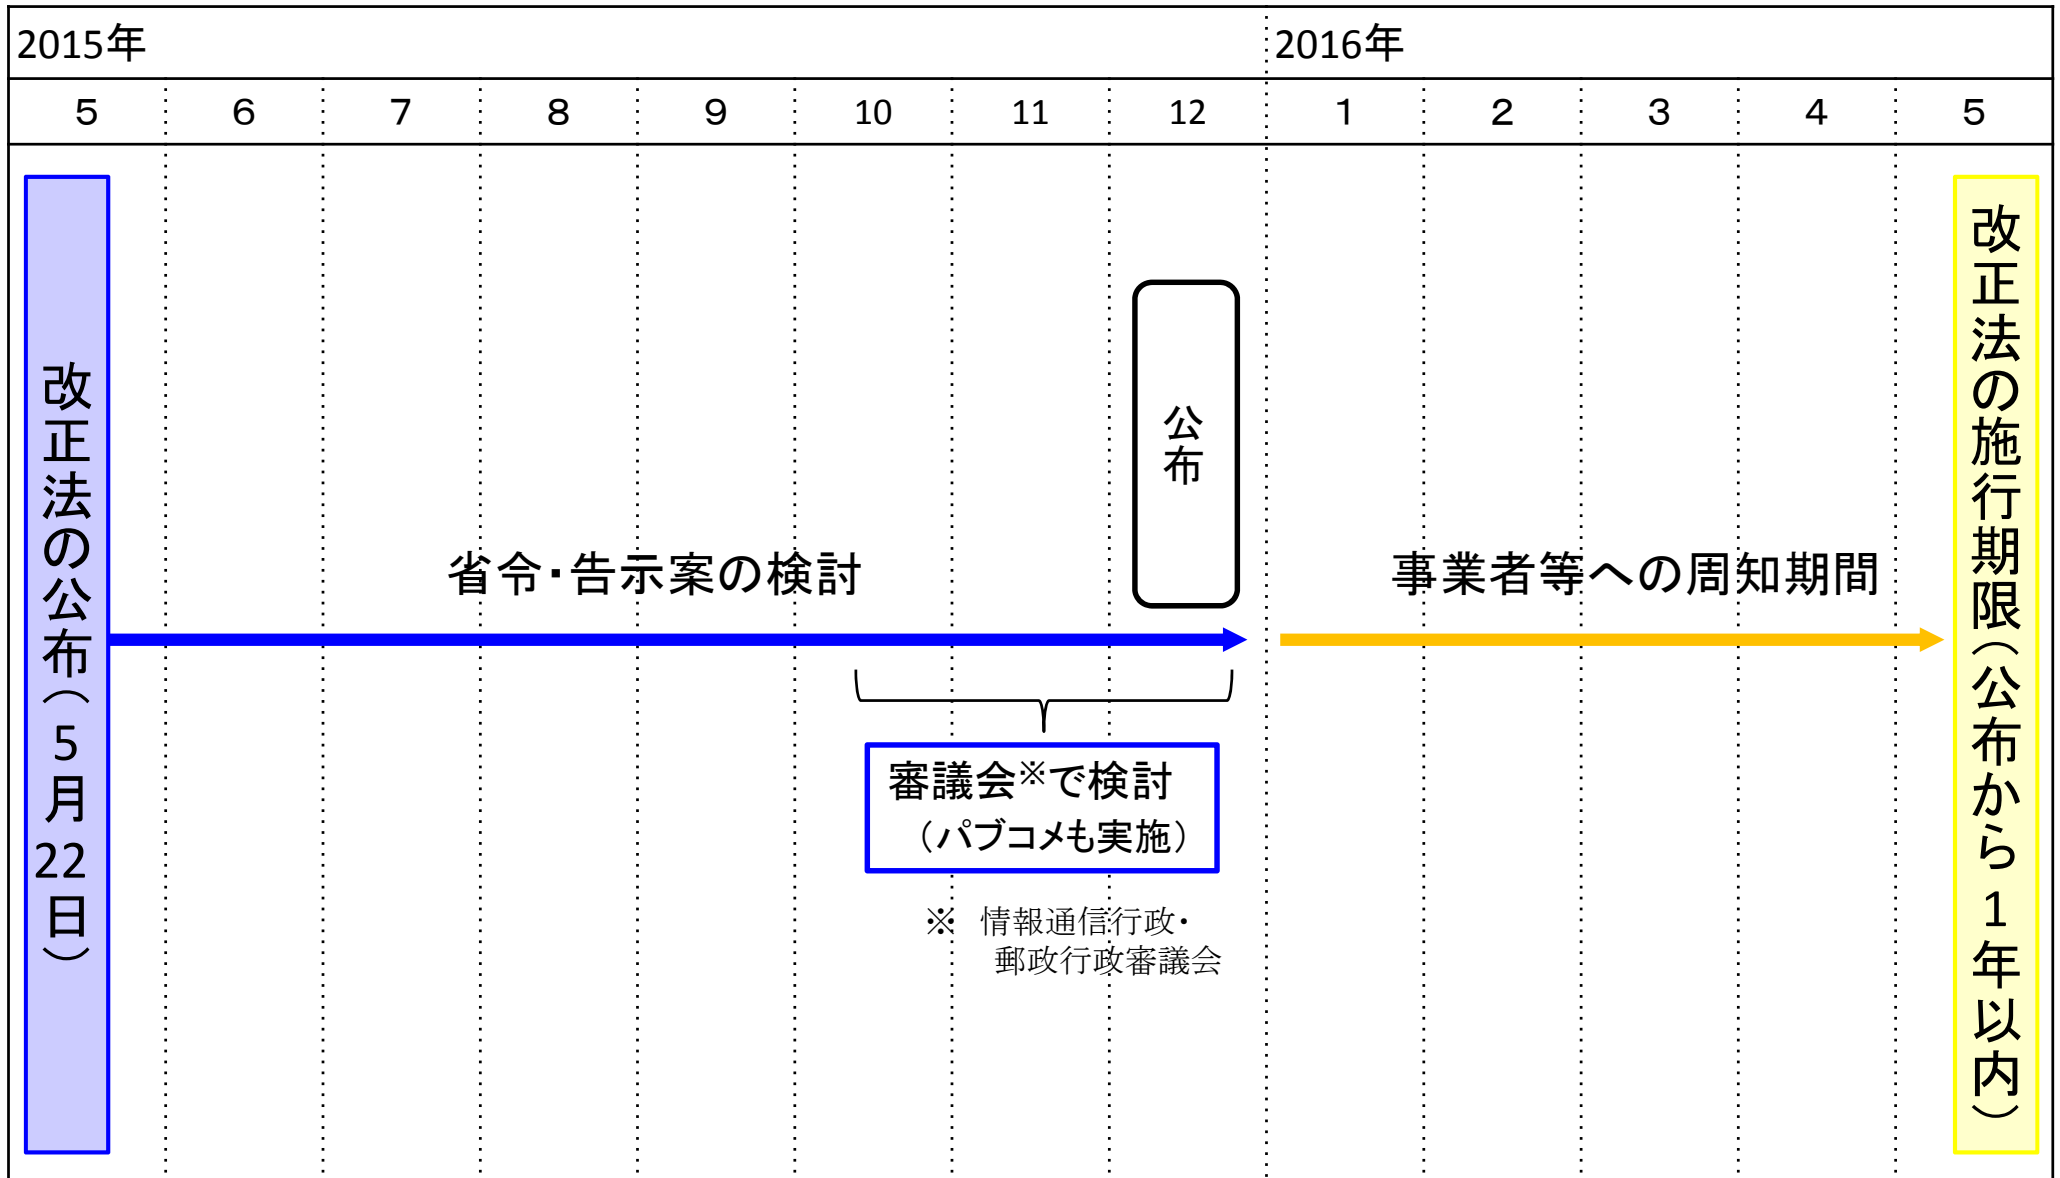 2015年
2016年
5 6 7 8 9 10 11 12 1 2 3 4 5
改正法の公布（5月22日）
省令・告示案の検討
公布
審議会※で検討
（パブコメも実施）
※　情報通信行政・
郵政行政審議会
事業者等への周知期間
改正法の施行期限（公布から1年以内）